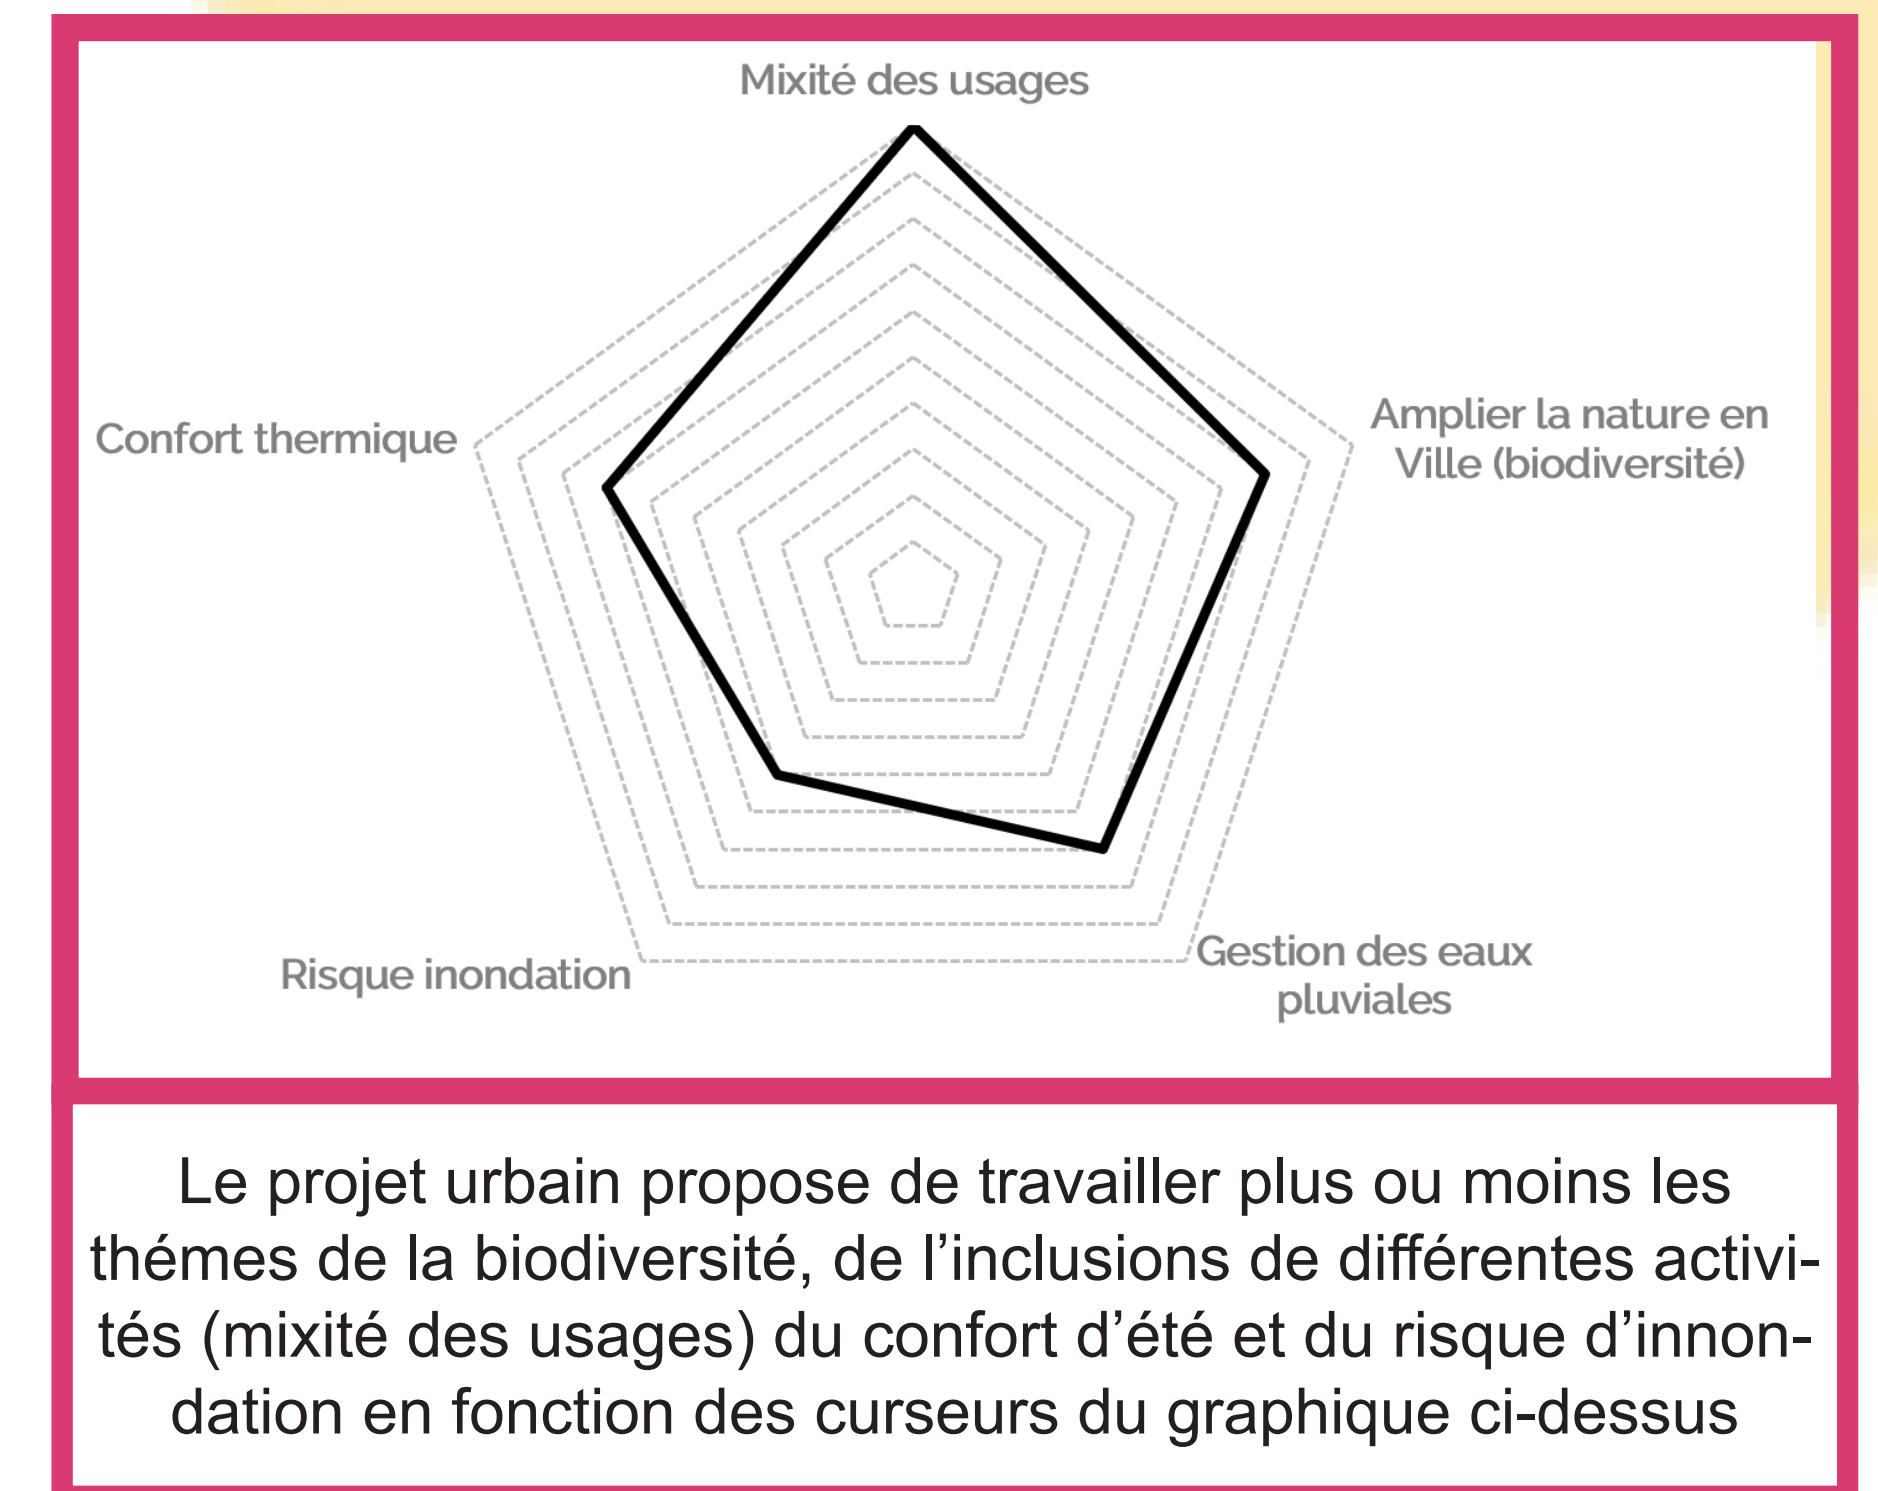 Mixité des usages
Confort thermique
Amplier la nature en
Ville (biodiversité)
Risque inondation
Gestion des eaux
pluviales
Le projet urbain propose de travailler plus ou moins les
thémes de la biodiversité, de l’inclusions de différentes activi-
tés (mixité des usages) du confort d’été et du risque d’innon-
dation en fonction des curseurs du graphique ci-dessus